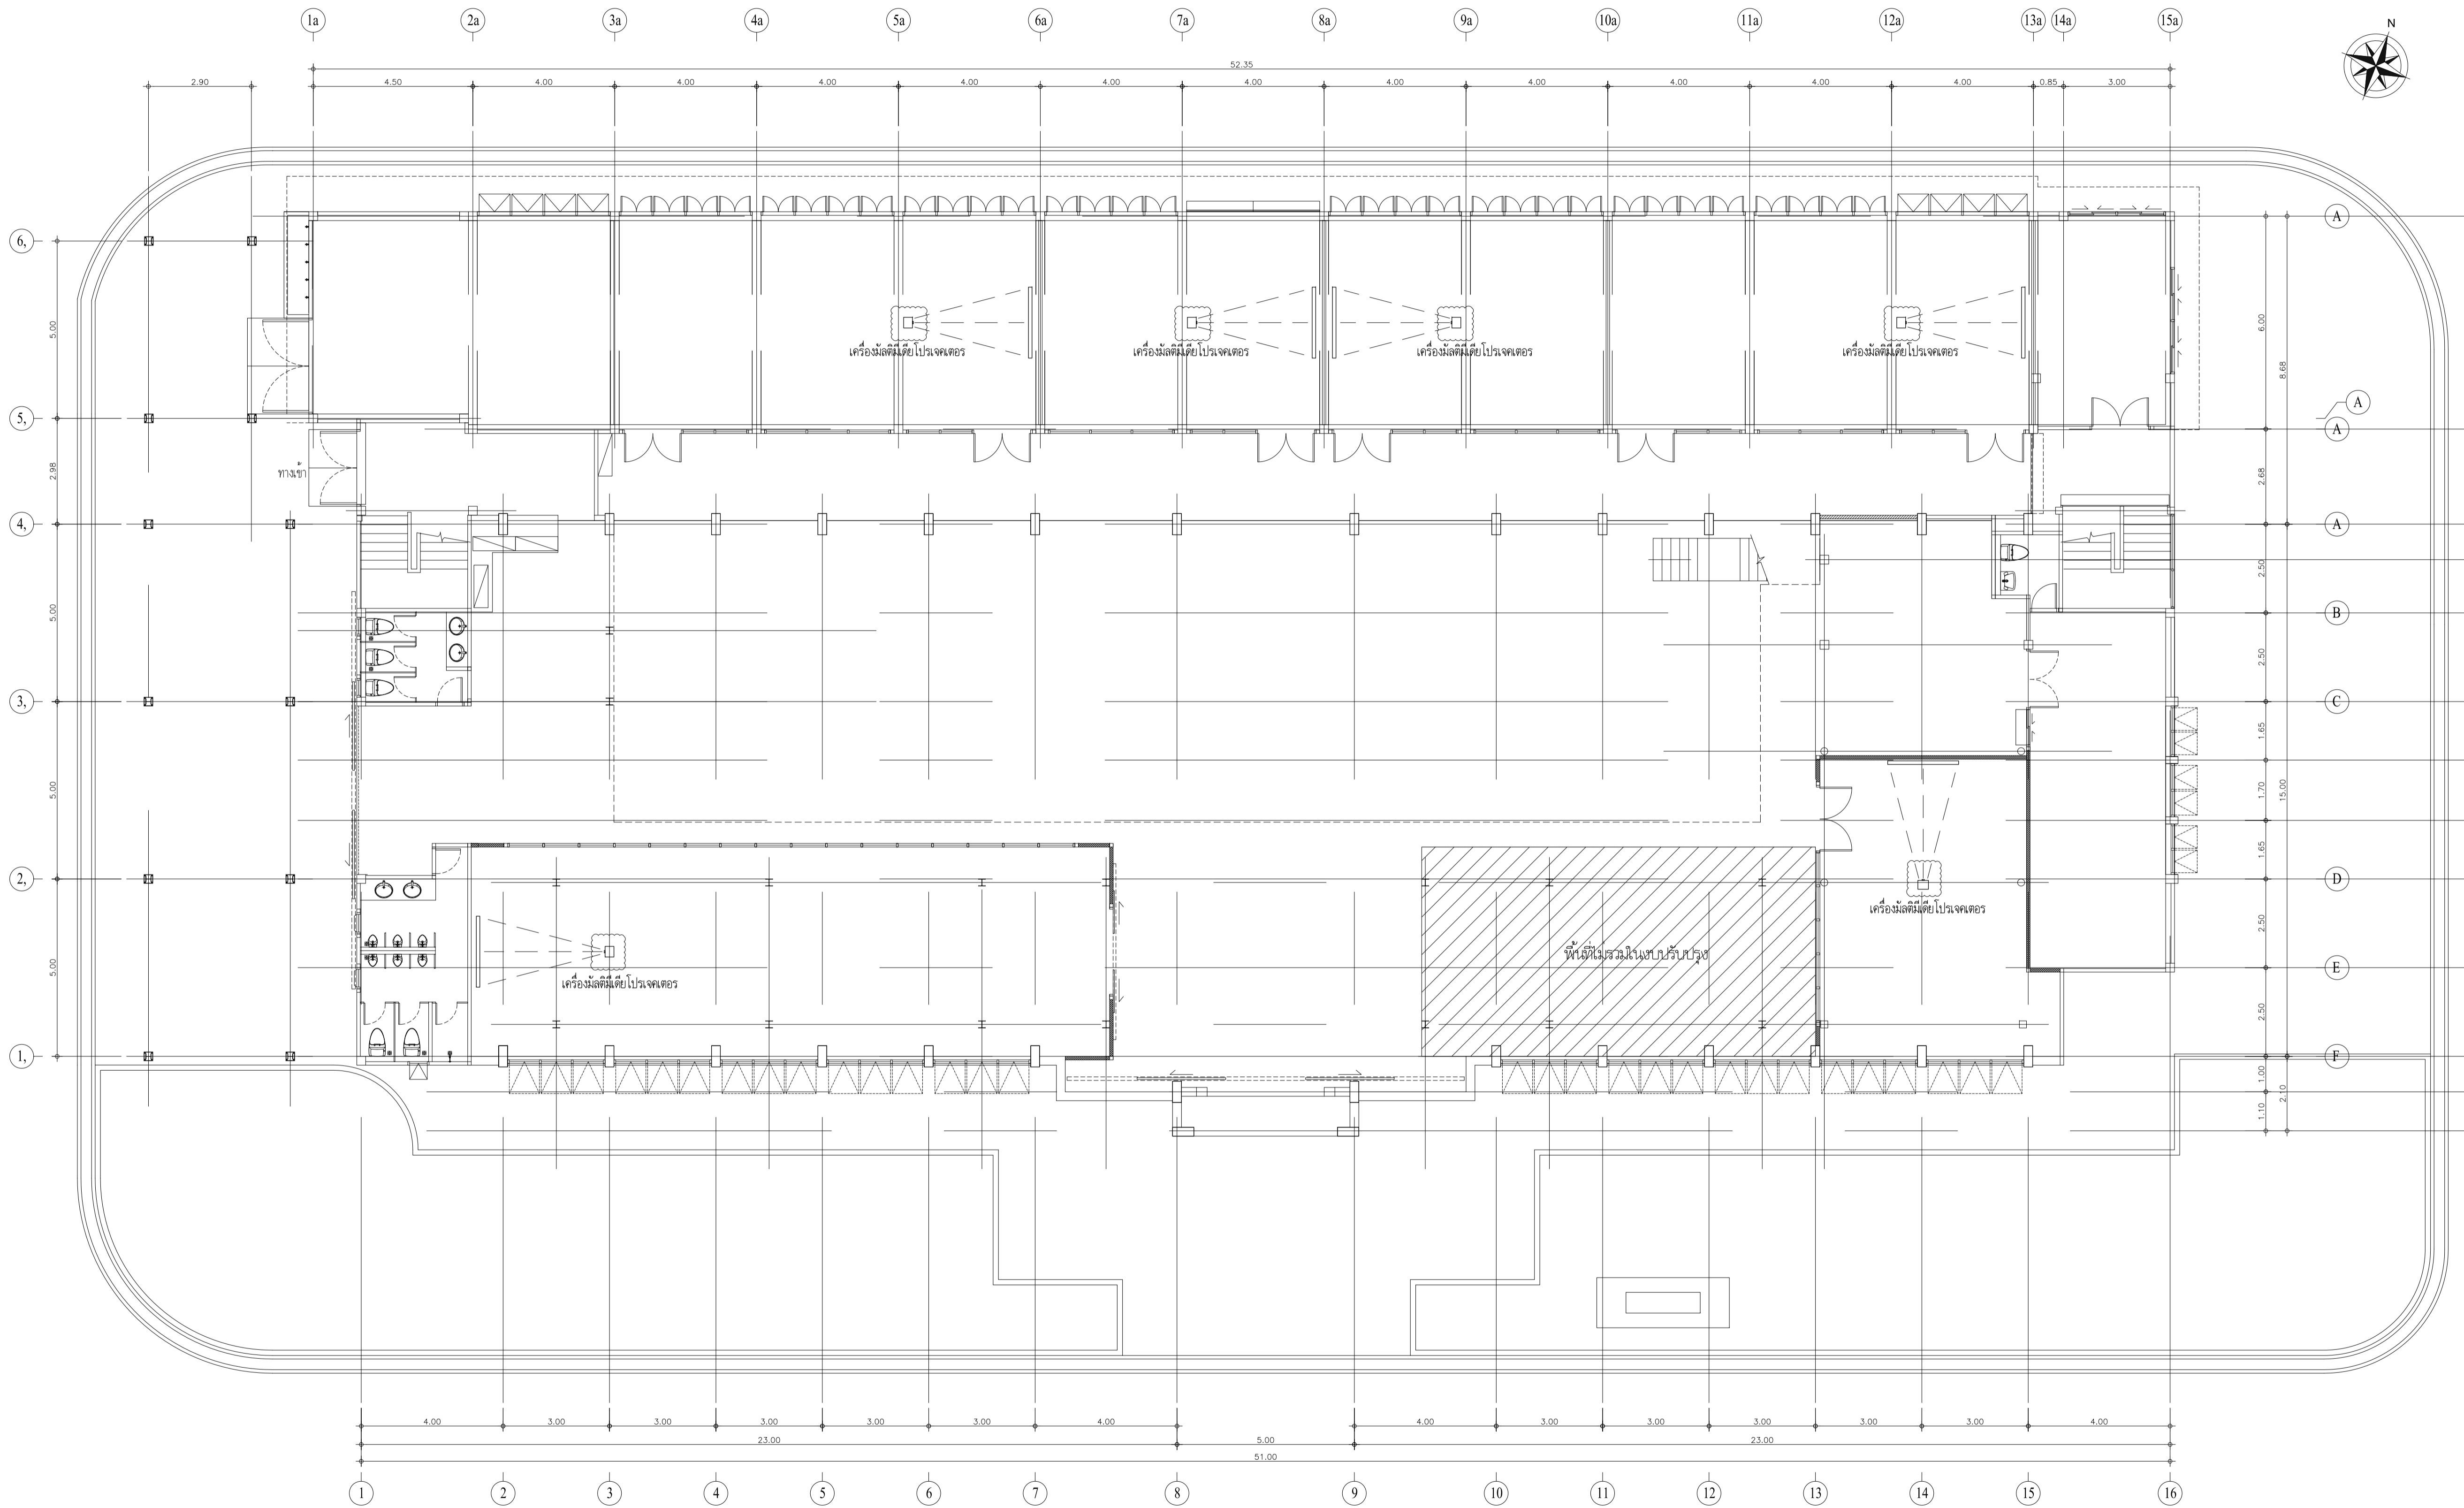 1a 2a 3a 4a 5a 6a 7a 8a 9a 10a 11a 12a 13a 14a 15a
N
52.35
2.90 4.50 4.00 4.00 4.00 4.00 4.00 4.00 4.00 4.00 4.00 4.00 4.00 0.85 3.00
6, A
5.00 6.00 8.68
เครื่องมัลติมีเดียโปรเจคเตอร เครื่องมัลติมีเดียโปรเจคเตอร เครื่องมัลติมีเดียโปรเจคเตอร เครื่องมัลติมีเดียโปรเจคเตอร
A
5, A
ทางเข้า
2.98 2.68
4, A
2.50
5.00 B
2.50
3, C
1.65
5.00 1.70 15.00
1.65
2, D
เครื่องมัลติมีเดียโปรเจคเตอร
2.50
พื้นที่ไม่รวมในงบปรับปรุง
5.00 E
เครื่องมัลติมีเดียโปรเจคเตอร
2.50
1, F
1.00
2.10
1.10
4.00 3.00 3.00 3.00 3.00 3.00 4.00 4.00 3.00 3.00 3.00 3.00 3.00 4.00
23.00 5.00 23.00
51.00
1 2 3 4 5 6 7 8 9 10 11 12 13 14 15 16